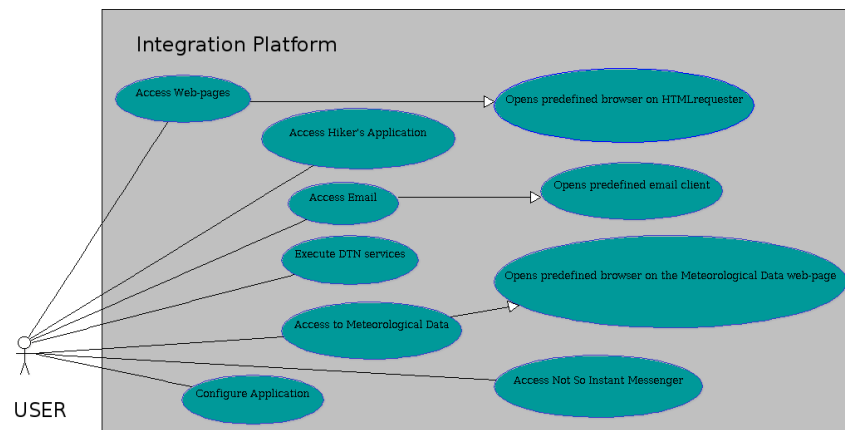 Integration Platform
Access Web-pages
Opens predefined browser on HTMLrequester
Access Hiker's Application
Opens predefined email client
Access Email
Execute DTN services
Opens predefined browser on the Meteorological Data web-page
Access to Meteorological Data
Access Not So Instant Messenger
Configure Application
USER